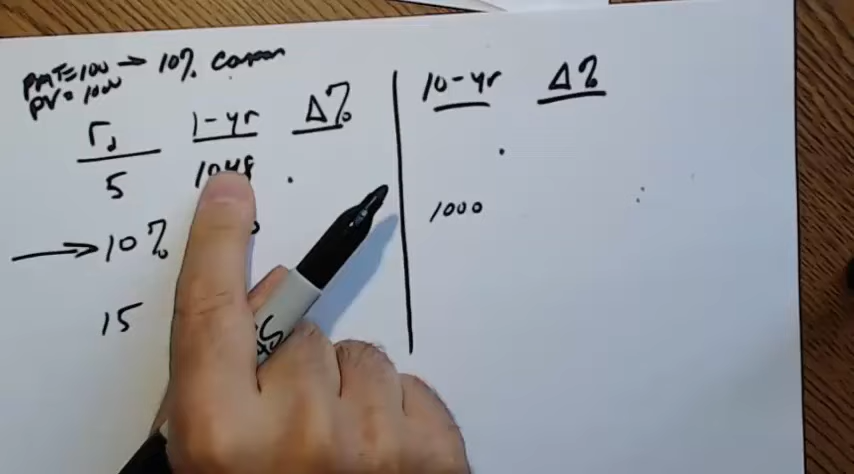 PMT=100 → 10% coupon
PV=1000
rd 1-yr Δ% 10-yr Δ%
5 1048
→ 10% 1000
15